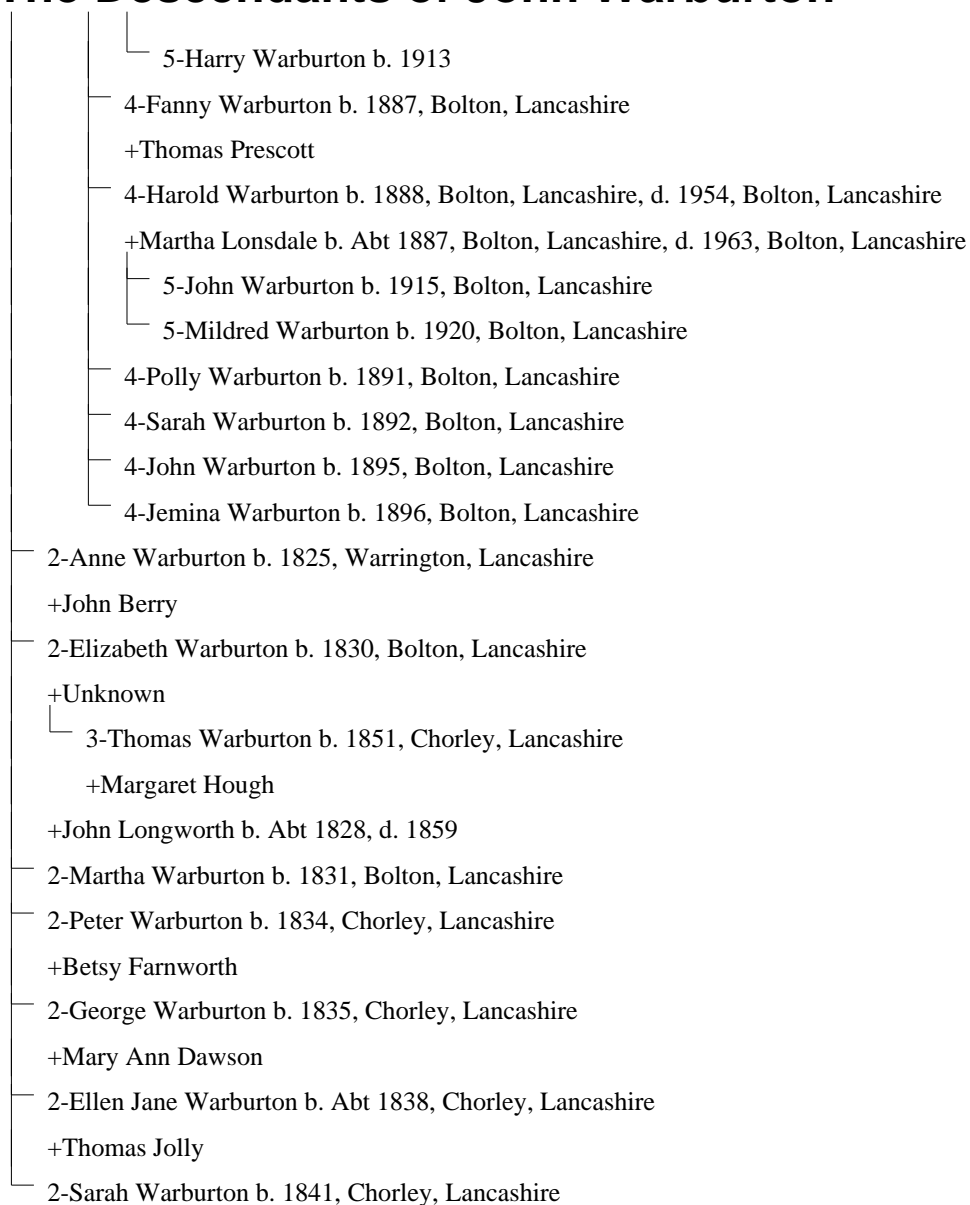 The Descendants of John Warburton
5-Harry Warburton b. 1913
4-Fanny Warburton b. 1887, Bolton, Lancashire
+Thomas Prescott
4-Harold Warburton b. 1888, Bolton, Lancashire, d. 1954, Bolton, Lancashire
+Martha Lonsdale b. Abt 1887, Bolton, Lancashire, d. 1963, Bolton, Lancashire
5-John Warburton b. 1915, Bolton, Lancashire
5-Mildred Warburton b. 1920, Bolton, Lancashire
4-Polly Warburton b. 1891, Bolton, Lancashire
4-Sarah Warburton b. 1892, Bolton, Lancashire
4-John Warburton b. 1895, Bolton, Lancashire
4-Jemina Warburton b. 1896, Bolton, Lancashire
2-Anne Warburton b. 1825, Warrington, Lancashire
+John Berry
2-Elizabeth Warburton b. 1830, Bolton, Lancashire
+Unknown
3-Thomas Warburton b. 1851, Chorley, Lancashire
+Margaret Hough
+John Longworth b. Abt 1828, d. 1859
2-Martha Warburton b. 1831, Bolton, Lancashire
2-Peter Warburton b. 1834, Chorley, Lancashire
+Betsy Farnworth
2-George Warburton b. 1835, Chorley, Lancashire
+Mary Ann Dawson
2-Ellen Jane Warburton b. Abt 1838, Chorley, Lancashire
+Thomas Jolly
2-Sarah Warburton b. 1841, Chorley, Lancashire